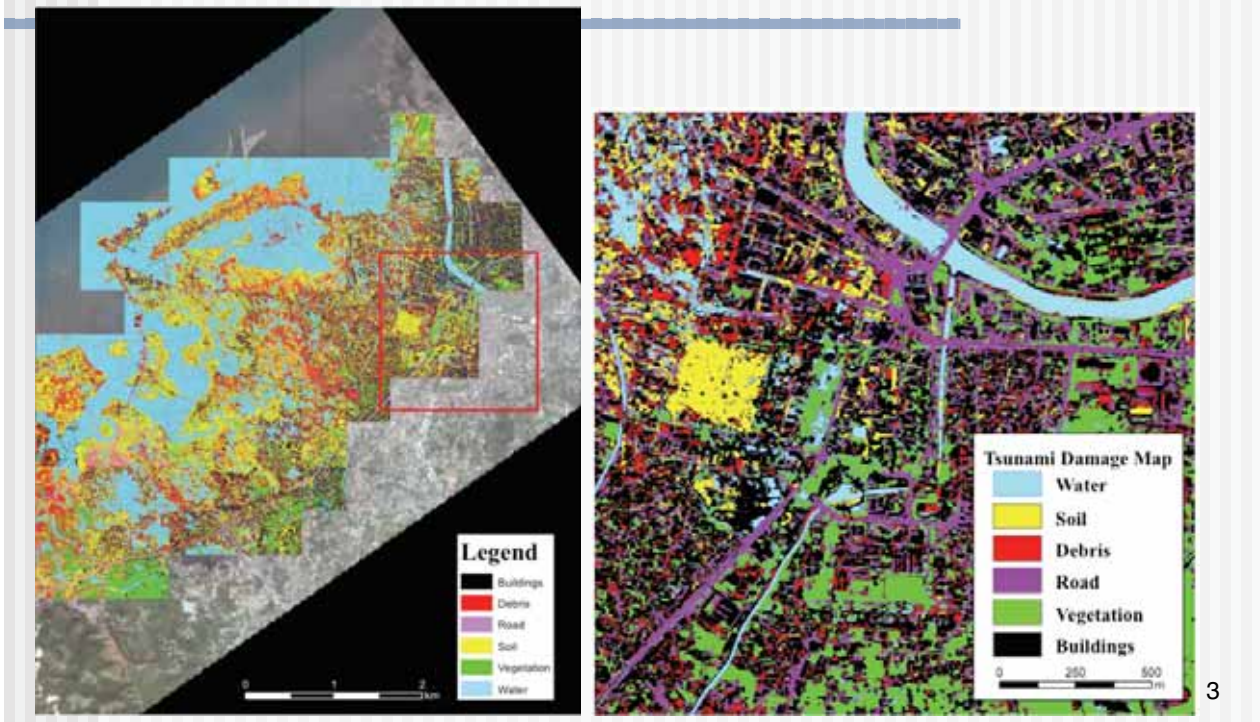 Legend
Buildings
Debris
Road
Soil
Vegetation
Water
0 1 2
km
Tsunami Damage Map
Water
Soil
Debris
Road
Vegetation
Buildings
0 250 500
m
3